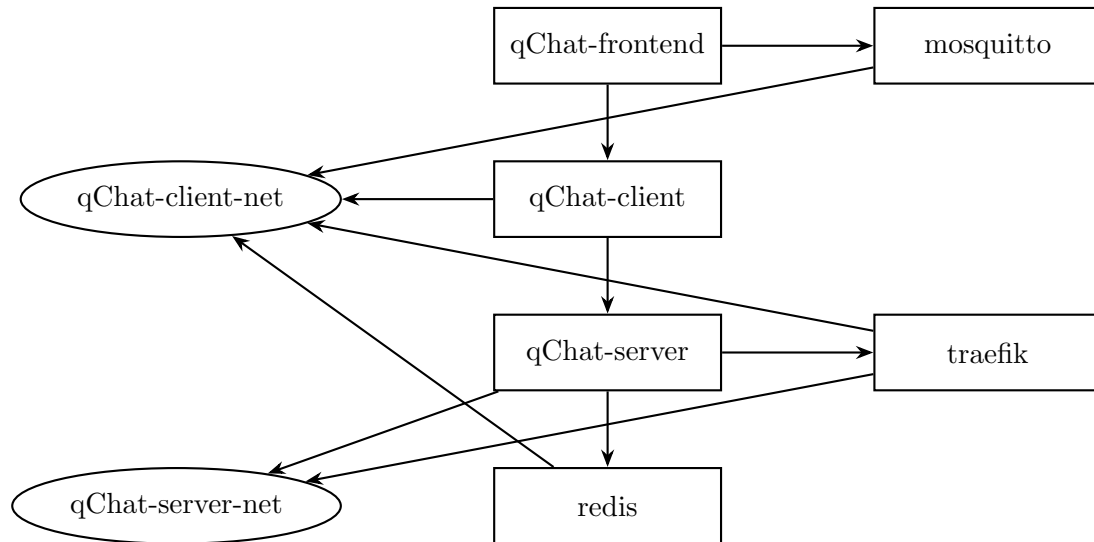 qChat-frontend
mosquitto
qChat-client-net
qChat-client
qChat-server
traefik
qChat-server-net
redis